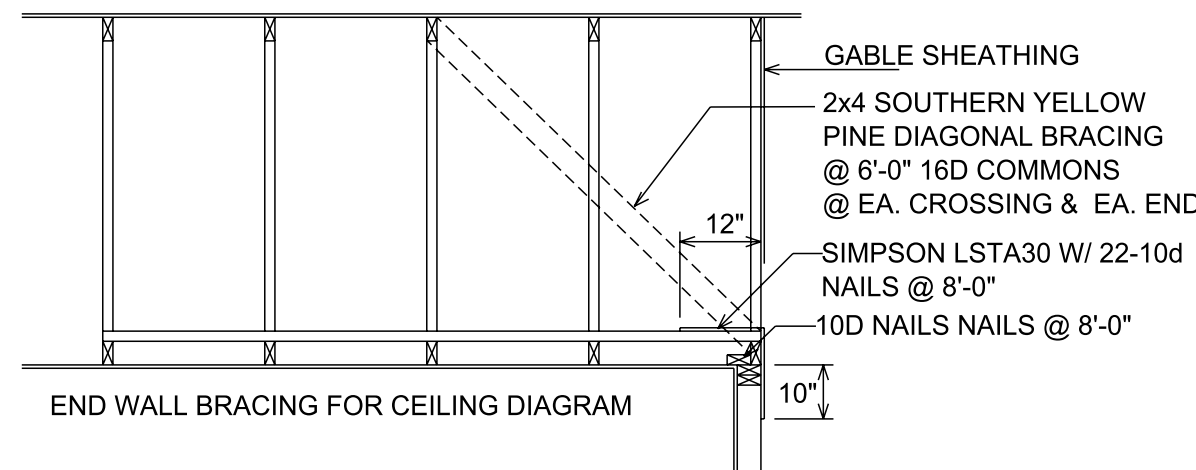 GABLE SHEATHING
2x4 SOUTHERN YELLOW
PINE DIAGONAL BRACING
@ 6'-0" 16D COMMONS
@ EA. CROSSING & EA. END
12"
SIMPSON LSTA30 W/ 22-10d
NAILS @ 8'-0"
10D NAILS NAILS @ 8'-0"
10"
END WALL BRACING FOR CEILING DIAGRAM